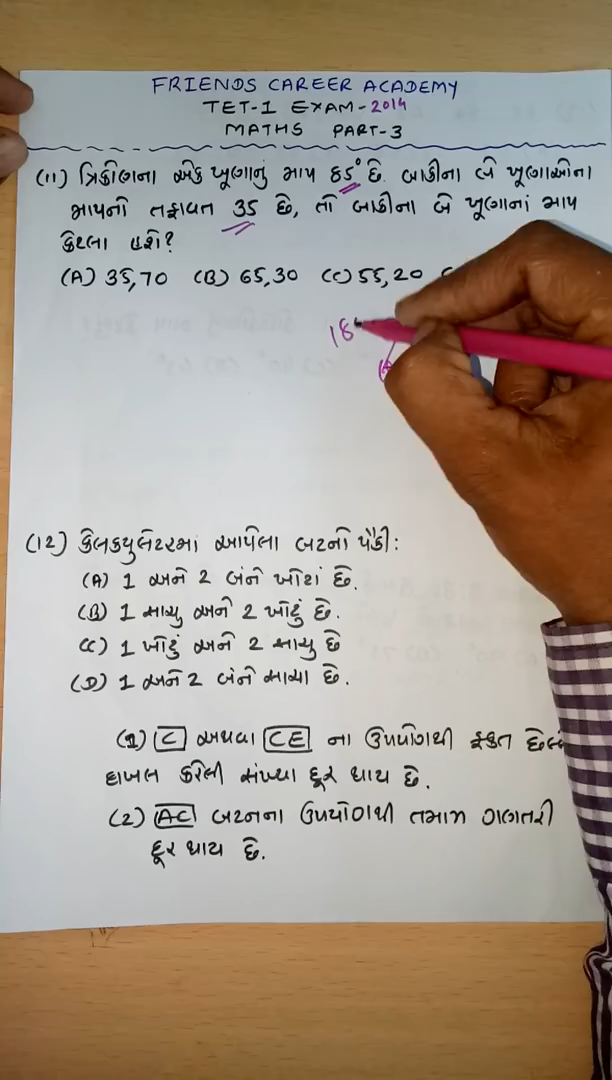 FRIENDS CAREER ACADEMY
TET-1 EXAM-2014
MATHS PART-3
(11) ત્રિકોણના એક ખૂણાનું માપ 85° છે. બાકીના બે ખૂણાઓના
માપનો તફાવત 35 છે, તો બાકીના બે ખૂણાનાં માપ
કેટલા હશે?
(A) 35,70 (B) 65,30 (C) 55,20
18
(12) કેલક્યુલેટરમાં આપેલા બટનો પૈકી:
(A) 1 અને 2 બંને ખોટાં છે.
(B) 1 સાચુ અને 2 ખોટું છે.
(C) 1 ખોટું અને 2 સાચુ છે
(D) 1 અને 2 બંને સાચા છે.
(1) C અથવા CE ના ઉપયોગથી ફક્ત છેલ્લે
દાખલ કરેલી સંખ્યા દૂર થાય છે.
(2) AC બટનના ઉપયોગથી તમામ ગણતરી
દૂર થાય છે.